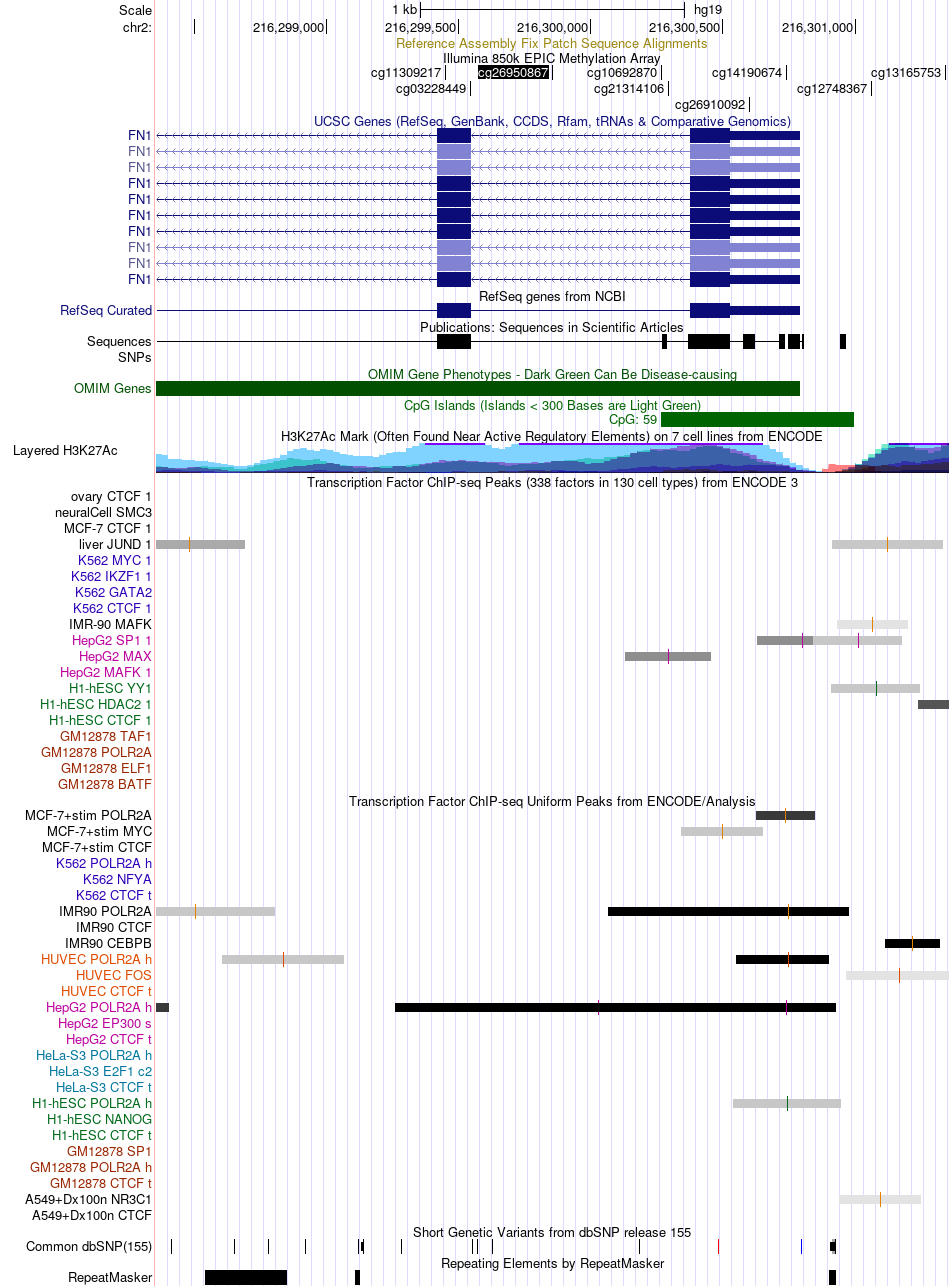 Scale 1 kb hg19
chr2: 216,299,000 216,299,500 216,300,000 216,300,500 216,301,000
Reference Assembly Fix Patch Sequence Alignments
Illumina 850k EPIC Methylation Array
cg11309217 cg26950867 cg10692870 cg14190674 cg13165753
cg03228449 cg21314106 cg12748367
cg26910092
UCSC Genes (RefSeq, GenBank, CCDS, Rfam, tRNAs & Comparative Genomics)
FN1
FN1
FN1
FN1
FN1
FN1
FN1
FN1
FN1
FN1
RefSeq genes from NCBI
RefSeq Curated
Publications: Sequences in Scientific Articles
Sequences
SNPs
OMIM Gene Phenotypes - Dark Green Can Be Disease-causing
OMIM Genes
CpG Islands (Islands < 300 Bases are Light Green)
CpG: 59
H3K27Ac Mark (Often Found Near Active Regulatory Elements) on 7 cell lines from ENCODE
Layered H3K27Ac
Transcription Factor ChIP-seq Peaks (338 factors in 130 cell types) from ENCODE 3
ovary CTCF 1
neuralCell SMC3
MCF-7 CTCF 1
liver JUND 1
K562 MYC 1
K562 IKZF1 1
K562 GATA2
K562 CTCF 1
IMR-90 MAFK
HepG2 SP1 1
HepG2 MAX
HepG2 MAFK 1
H1-hESC YY1
H1-hESC HDAC2 1
H1-hESC CTCF 1
GM12878 TAF1
GM12878 POLR2A
GM12878 ELF1
GM12878 BATF
Transcription Factor ChIP-seq Uniform Peaks from ENCODE/Analysis
MCF-7+stim POLR2A
MCF-7+stim MYC
MCF-7+stim CTCF
K562 POLR2A h
K562 NFYA
K562 CTCF t
IMR90 POLR2A
IMR90 CTCF
IMR90 CEBPB
HUVEC POLR2A h
HUVEC FOS
HUVEC CTCF t
HepG2 POLR2A h
HepG2 EP300 s
HepG2 CTCF t
HeLa-S3 POLR2A h
HeLa-S3 E2F1 c2
HeLa-S3 CTCF t
H1-hESC POLR2A h
H1-hESC NANOG
H1-hESC CTCF t
GM12878 SP1
GM12878 POLR2A h
GM12878 CTCF t
A549+Dx100n NR3C1
A549+Dx100n CTCF
Short Genetic Variants from dbSNP release 155
Common dbSNP(155)
Repeating Elements by RepeatMasker
RepeatMasker